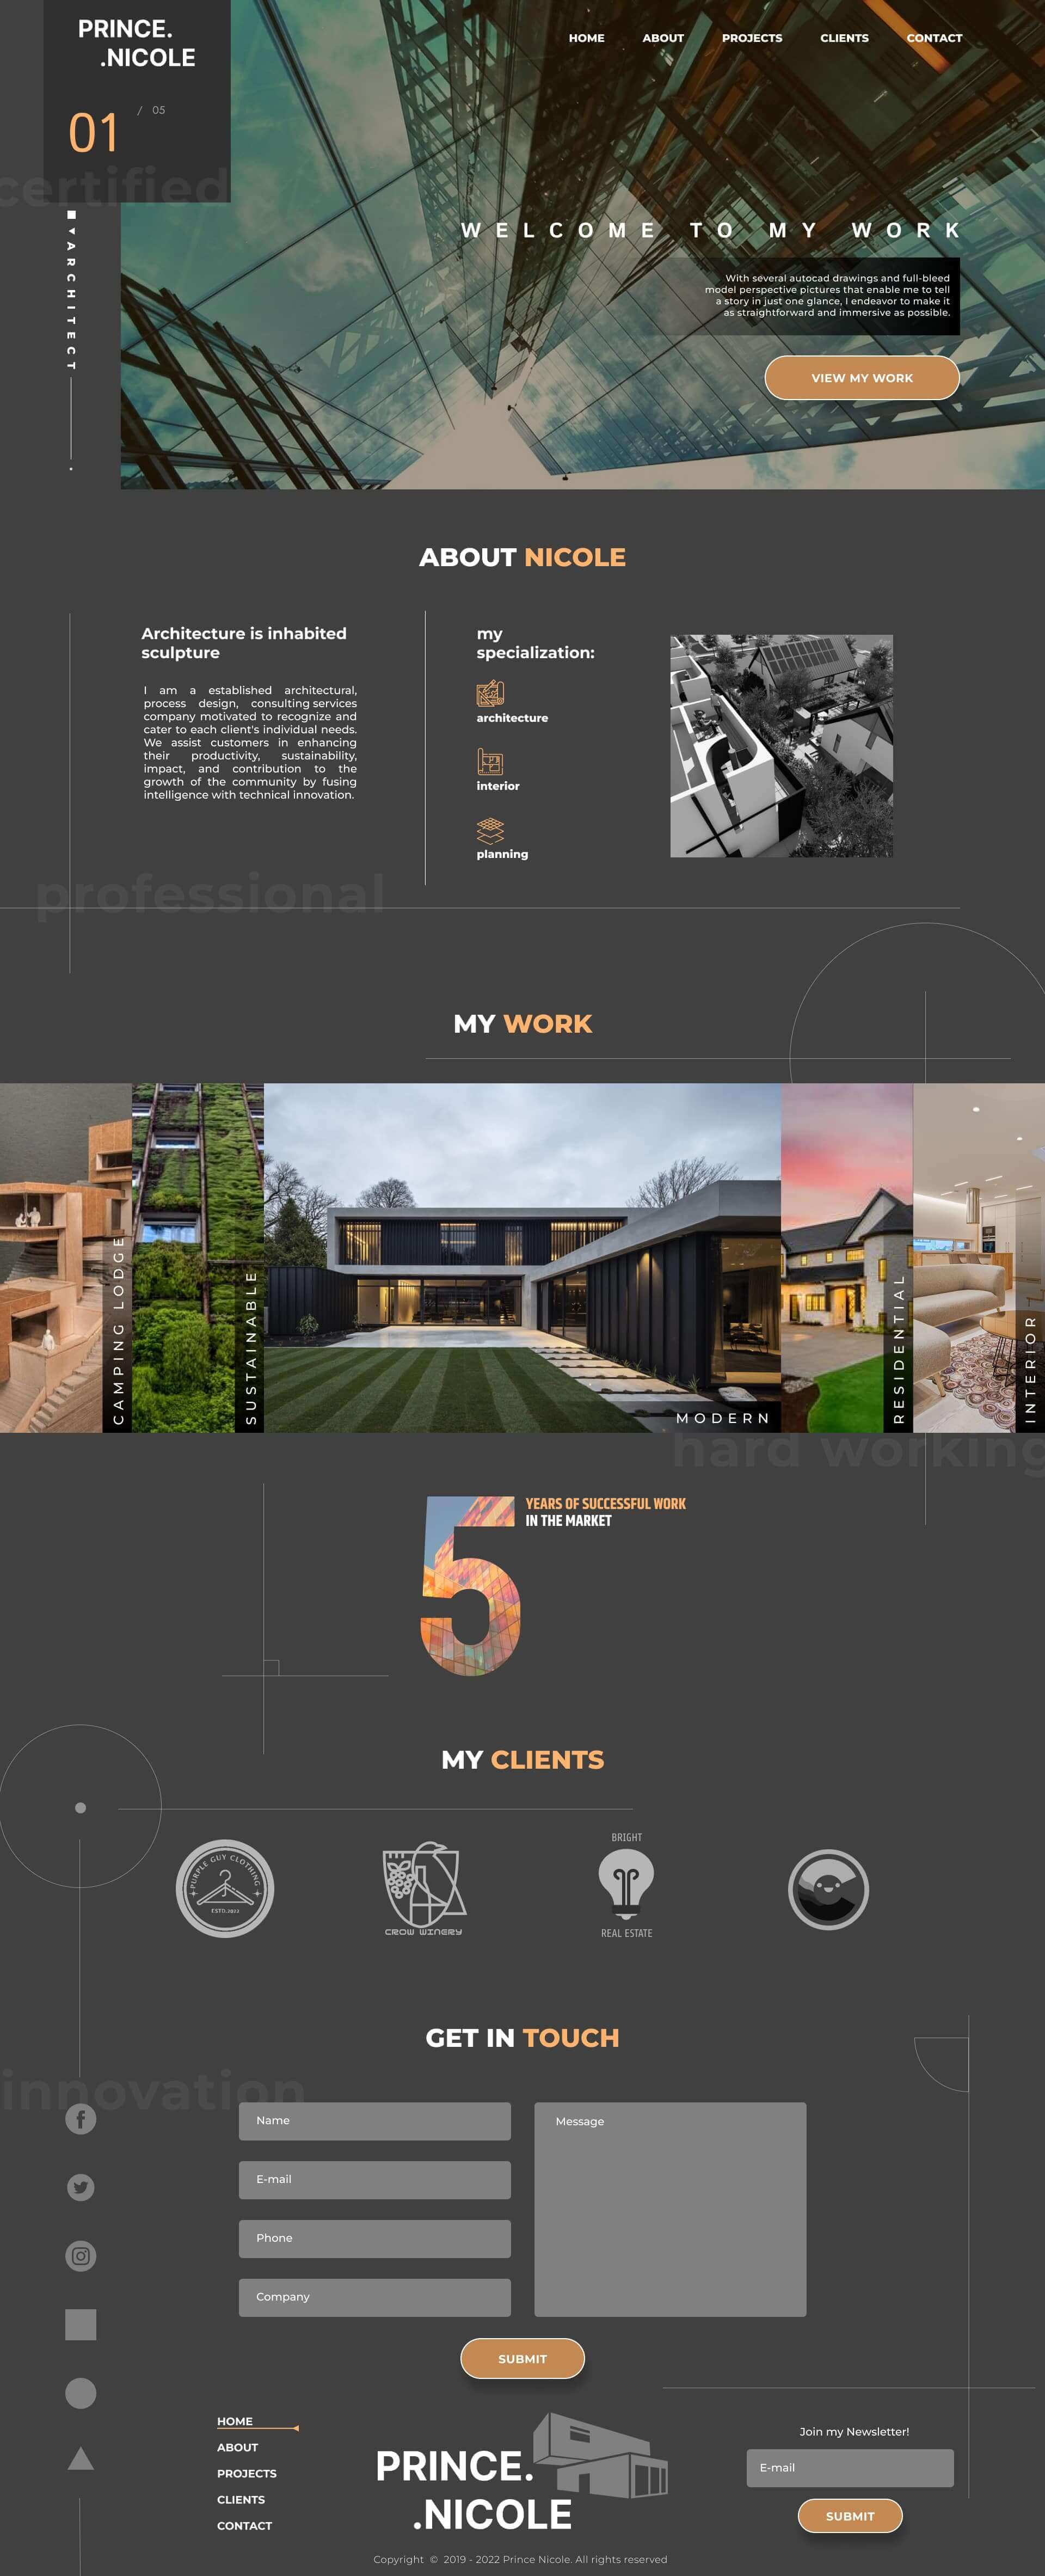 PRINCE.
.NICOLE
HOME ABOUT PROJECTS CLIENTS CONTACT
01 / 05
certified
ARCHITECT
WELCOME TO MY WORK
With several autocad drawings and full-bleed
model perspective pictures that enable me to tell
a story in just one glance, I endeavor to make it
as straightforward and immersive as possible.
VIEW MY WORK
ABOUT NICOLE
Architecture is inhabited
sculpture
I am a established architectural,
process design, consulting services
company motivated to recognize and
cater to each client's individual needs.
We assist customers in enhancing
their productivity, sustainability,
impact, and contribution to the
growth of the community by fusing
intelligence with technical innovation.
my
specialization:
architecture
interior
planning
professional
MY WORK
CAMPING LODGE
SUSTAINABLE
MODERN
RESIDENTIAL
INTERIOR
hard working
5
YEARS OF SUCCESSFUL WORK
IN THE MARKET
MY CLIENTS
PURPLE GUY CLOTHING
ESTD.2022
CROW WINERY
BRIGHT
REAL ESTATE
GET IN TOUCH
innovation
Name
E-mail
Phone
Company
Message
SUBMIT
HOME
ABOUT
PROJECTS
CLIENTS
CONTACT
PRINCE.
.NICOLE
Join my Newsletter!
E-mail
SUBMIT
Copyright © 2019 - 2022 Prince Nicole. All rights reserved